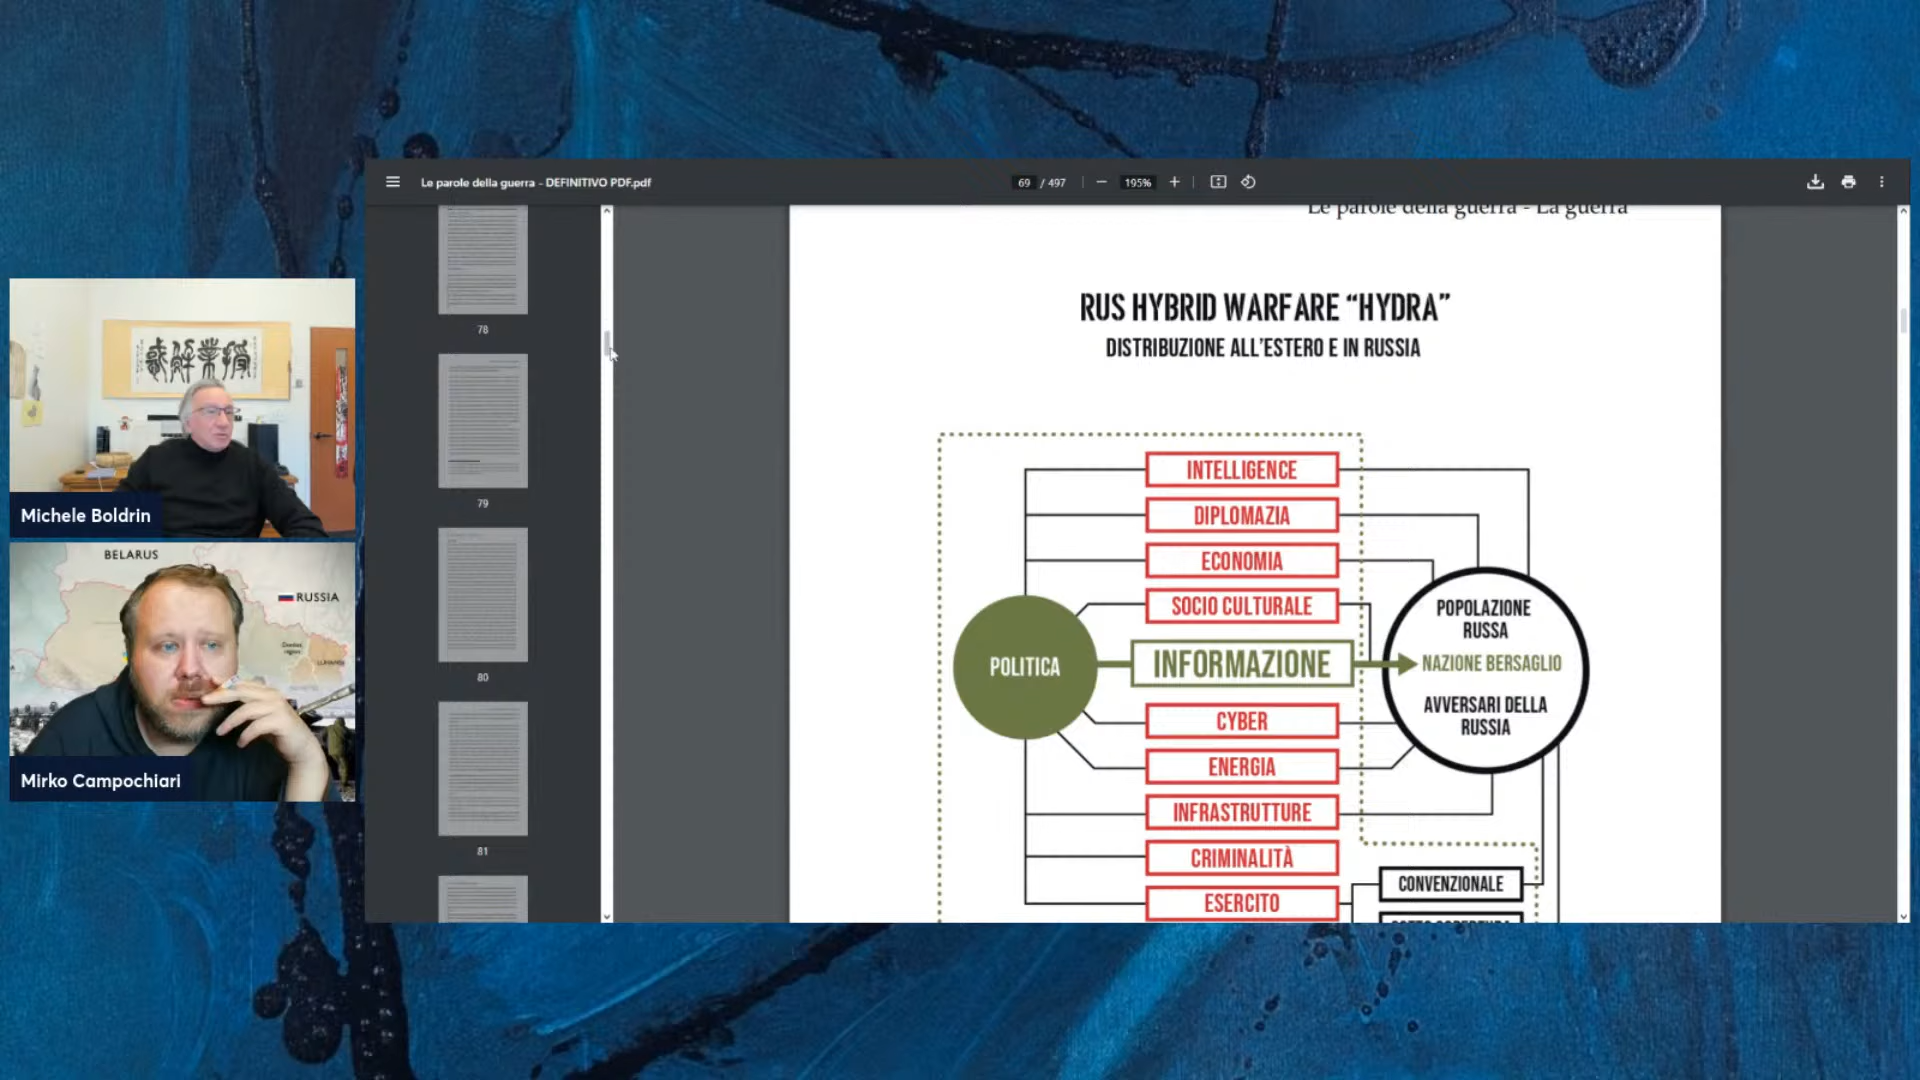 Le parole della guerra - DEFINITIVO PDF.pdf
69 / 497
195%
Le parole della guerra - La guerra
RUS HYBRID WARFARE “HYDRA”
DISTRIBUZIONE ALL'ESTERO E IN RUSSIA
INTELLIGENCE
DIPLOMAZIA
ECONOMIA
SOCIO CULTURALE
POLITICA
INFORMAZIONE
CYBER
ENERGIA
INFRASTRUTTURE
CRIMINALITÀ
ESERCITO
POPOLAZIONE
RUSSA
NAZIONE BERSAGLIO
AVVERSARI DELLA
RUSSIA
CONVENZIONALE
78
79
80
81
Michele Boldrin
BELARUS
RUSSIA
Mirko Campochiari